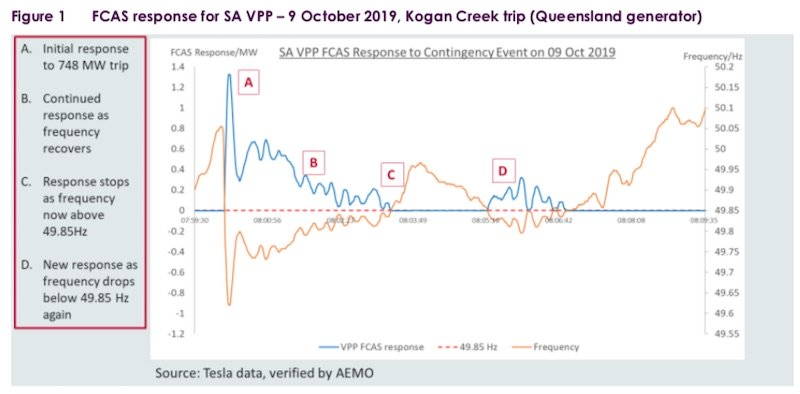 Figure 1 FCAS response for SA VPP – 9 October 2019, Kogan Creek trip (Queensland generator)
A. Initial response
to 748 MW trip
B. Continued
response as
frequency
recovers
C. Response stops
as frequency
now above
49.85Hz
D. New response as
frequency drops
below 49.85 Hz
again
FCAS Response/MW
SA VPP FCAS Response to Contingency Event on 09 Oct 2019
Frequency/Hz
1.4
1.2
1
0.8
0.6
0.4
0.2
0
-0.2
-0.4
-0.6
-0.8
-1
-1.2
A
B
C
D
50.2
50.15
50.1
50.05
50
49.95
49.9
49.85
49.8
49.75
49.7
49.65
49.6
49.55
07:59:30
08:00:56
08:03:49
08:06:42
08:08:08
08:09:35
VPP FCAS response
49.85 Hz
Frequency
Source: Tesla data, verified by AEMO